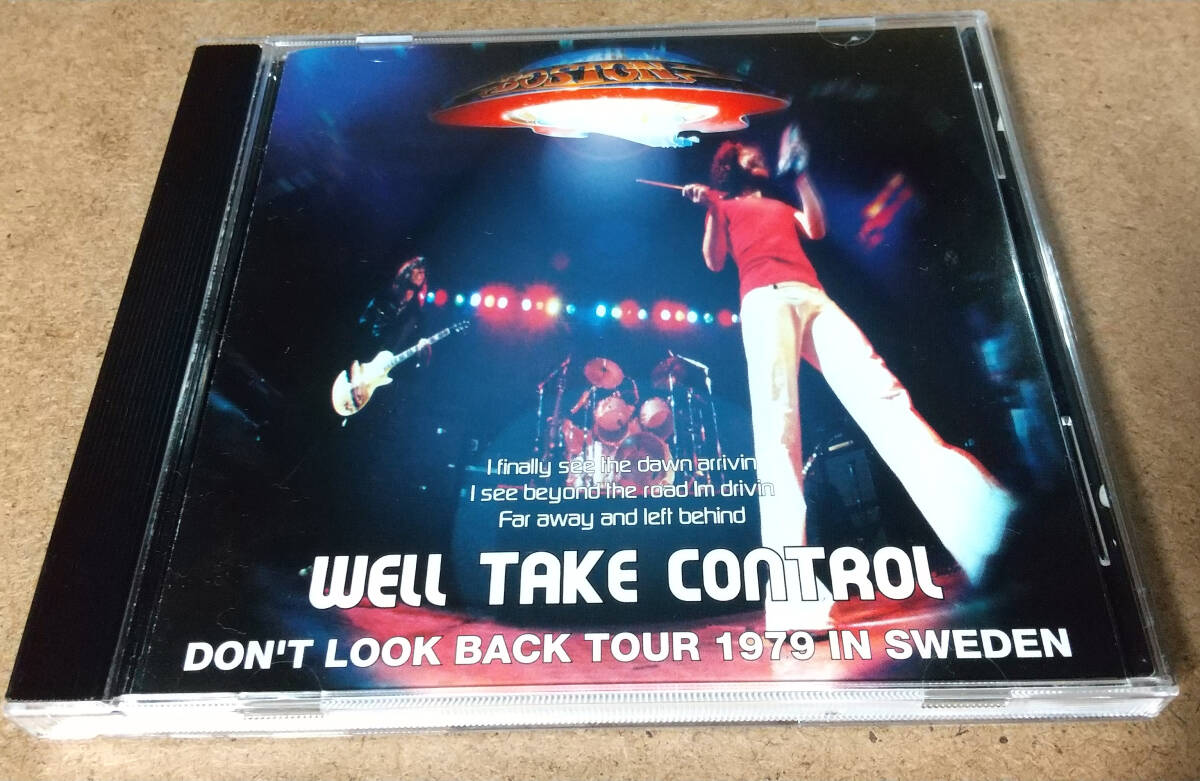 BOSTON
I finally see the dawn arrivin
I see beyond the road Im drivin
Far away and left behind
WELL TAKE CONTROL
DON'T LOOK BACK TOUR 1979 IN SWEDEN